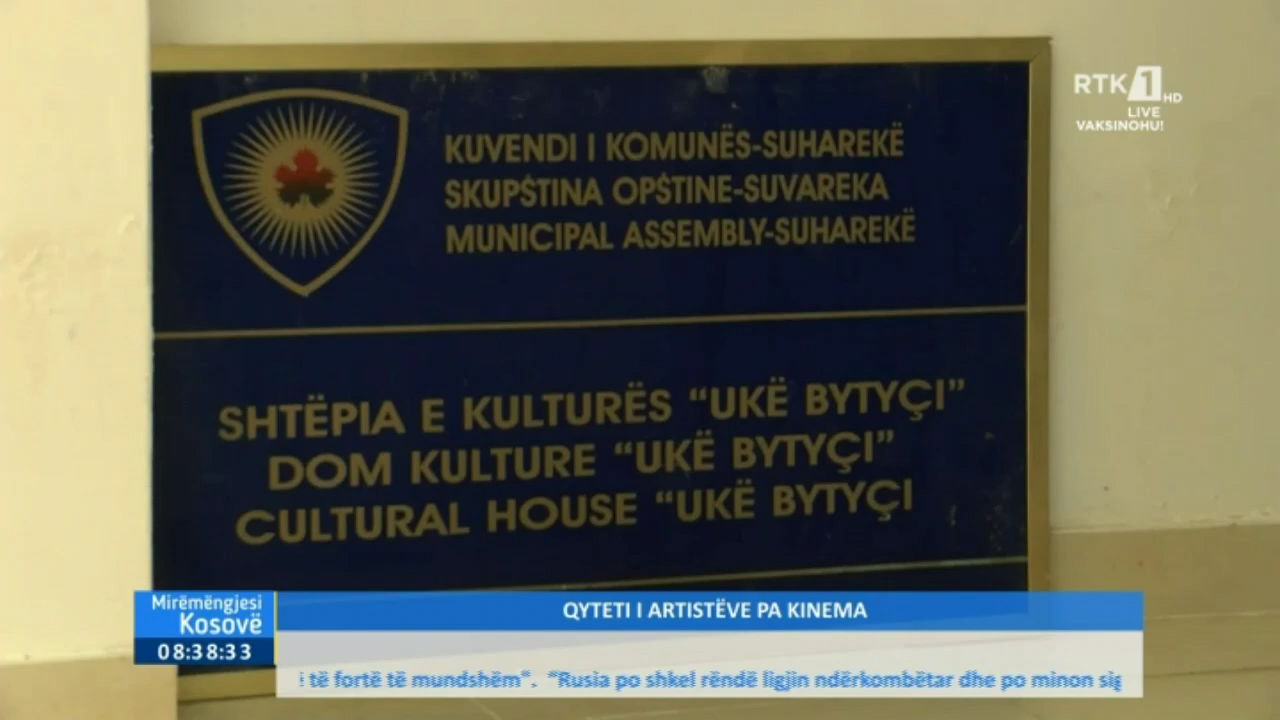 RTK 1 HD
LIVE
VAKSINOHU!
KUVENDI I KOMUNËS-SUHAREKË
SKUPŠTINA OPŠTINE-SUVAREKA
MUNICIPAL ASSEMBLY-SUHAREKË
SHTËPIA E KULTURËS “UKË BYTYÇI”
DOM KULTURE “UKË BYTYÇI”
CULTURAL HOUSE “UKË BYTYÇI
Mirëmëngjesi
Kosovë
08:38:33
QYTETI I ARTISTËVE PA KINEMA
të fortë të mundshëm“. “Rusia po shkel rëndë ligjin ndërkombëtar dhe po minon